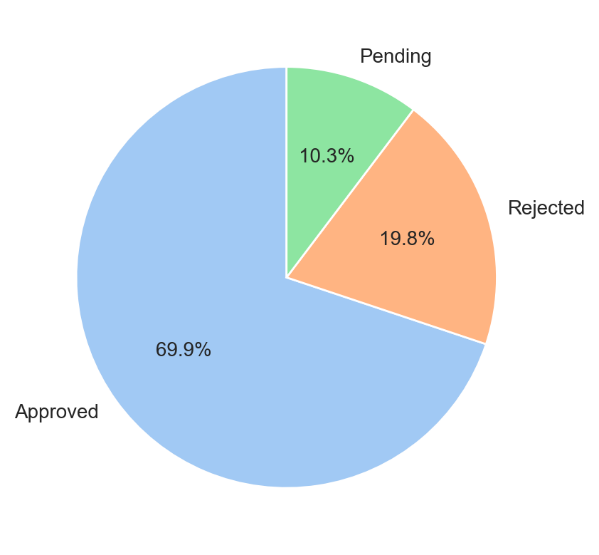 Pending
10.3%
Rejected
19.8%
69.9%
Approved